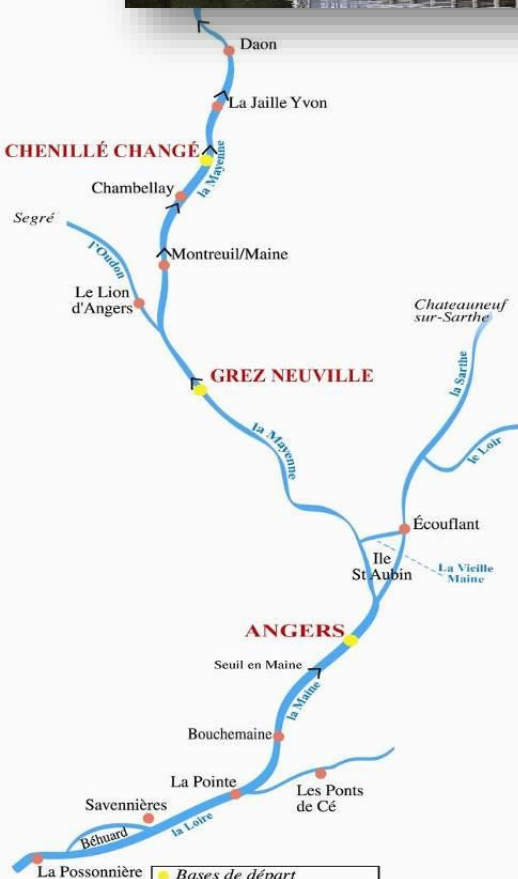 Daon
La Jaille Yvon
CHENILLÉ CHANGÉ
la Mayenne
Chambellay
Segré
l'Oudon
Montreuil/Maine
Le Lion
d'Angers
Chateauneuf
sur-Sarthe
GREZ NEUVILLE
la Sarthe
la Mayenne
le Loir
Écouflant
Ile
St Aubin
La Vieille
Maine
ANGERS
Seuil en Maine
la Maine
Bouchemaine
La Pointe
Les Ponts
de Cé
Savennières
la Loire
Béhuard
La Possonnière
Bases de départ